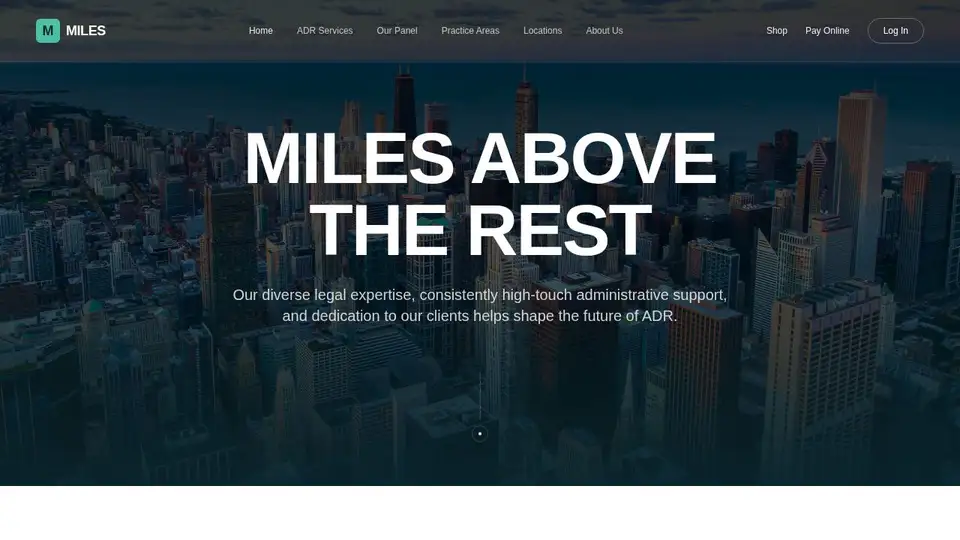 M MILES
Home ADR Services Our Panel Practice Areas Locations About Us
Shop Pay Online Log In
MILES ABOVE
THE REST
Our diverse legal expertise, consistently high-touch administrative support,
and dedication to our clients helps shape the future of ADR.